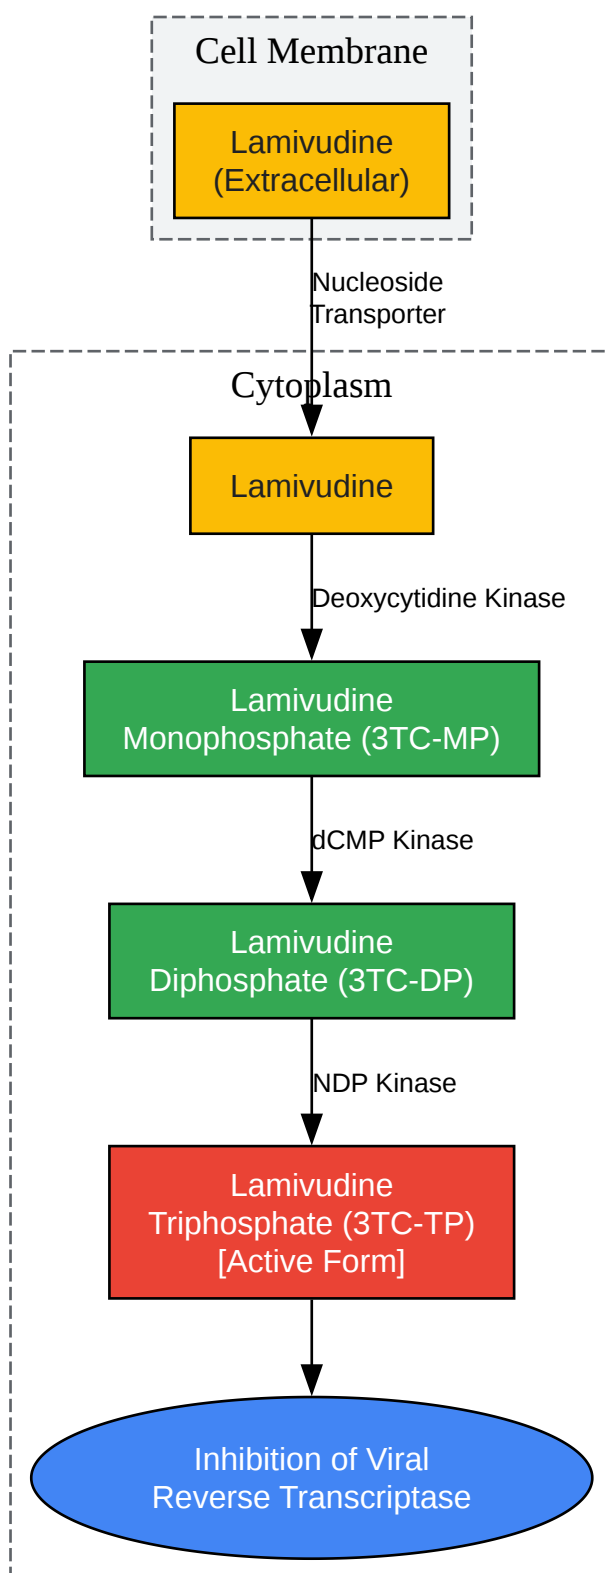 Cell Membrane
Lamivudine
(Extracellular)
Nucleoside
Transporter
Cytoplasm
Lamivudine
Deoxycytidine Kinase
Lamivudine
Monophosphate (3TC-MP)
dCMP Kinase
Lamivudine
Diphosphate (3TC-DP)
NDP Kinase
Lamivudine
Triphosphate (3TC-TP)
[Active Form]
Inhibition of Viral
Reverse Transcriptase